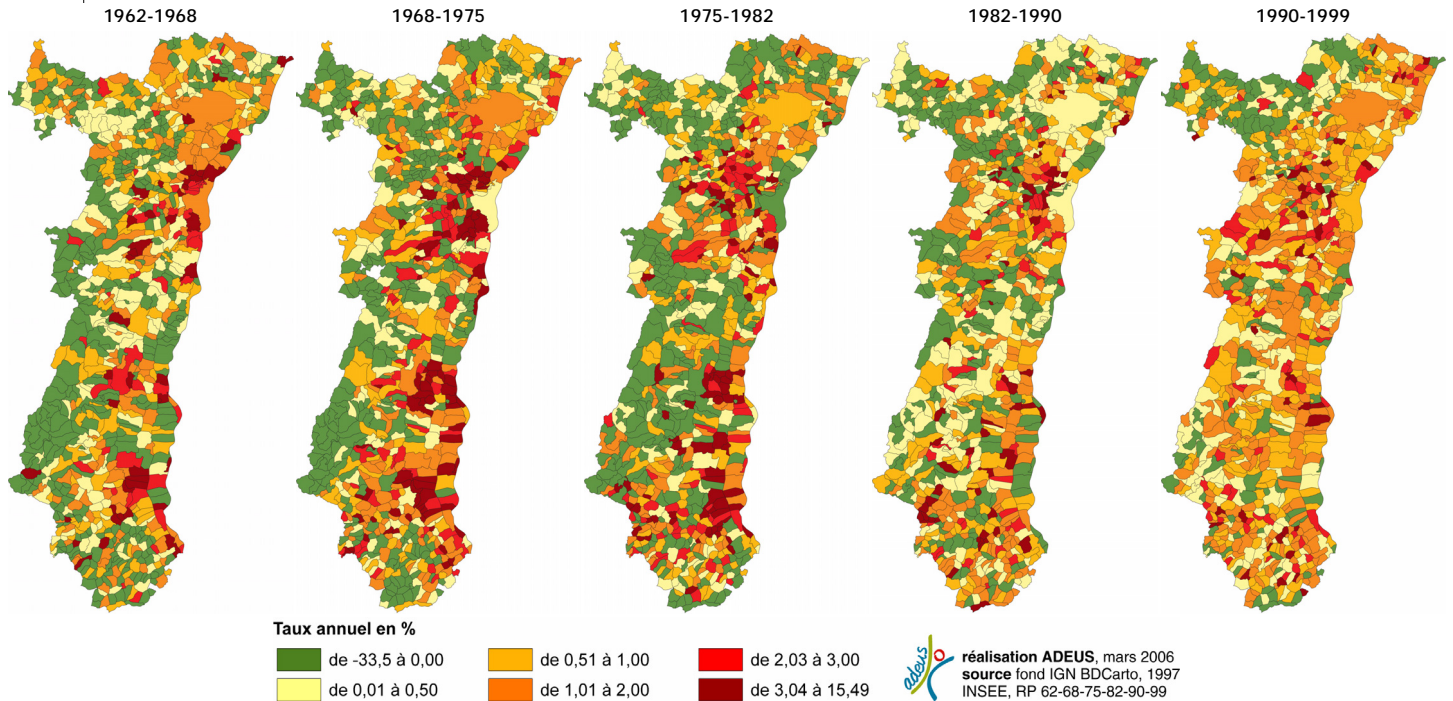 1962-1968
1968-1975
1975-1982
1982-1990
1990-1999
Taux annuel en %
de -33,5 à 0,00
de 0,51 à 1,00
de 2,03 à 3,00
de 0,01 à 0,50
de 1,01 à 2,00
de 3,04 à 15,49
adeus
réalisation ADEUS, mars 2006
source fond IGN BDCarto, 1997
INSEE, RP 62-68-75-82-90-99